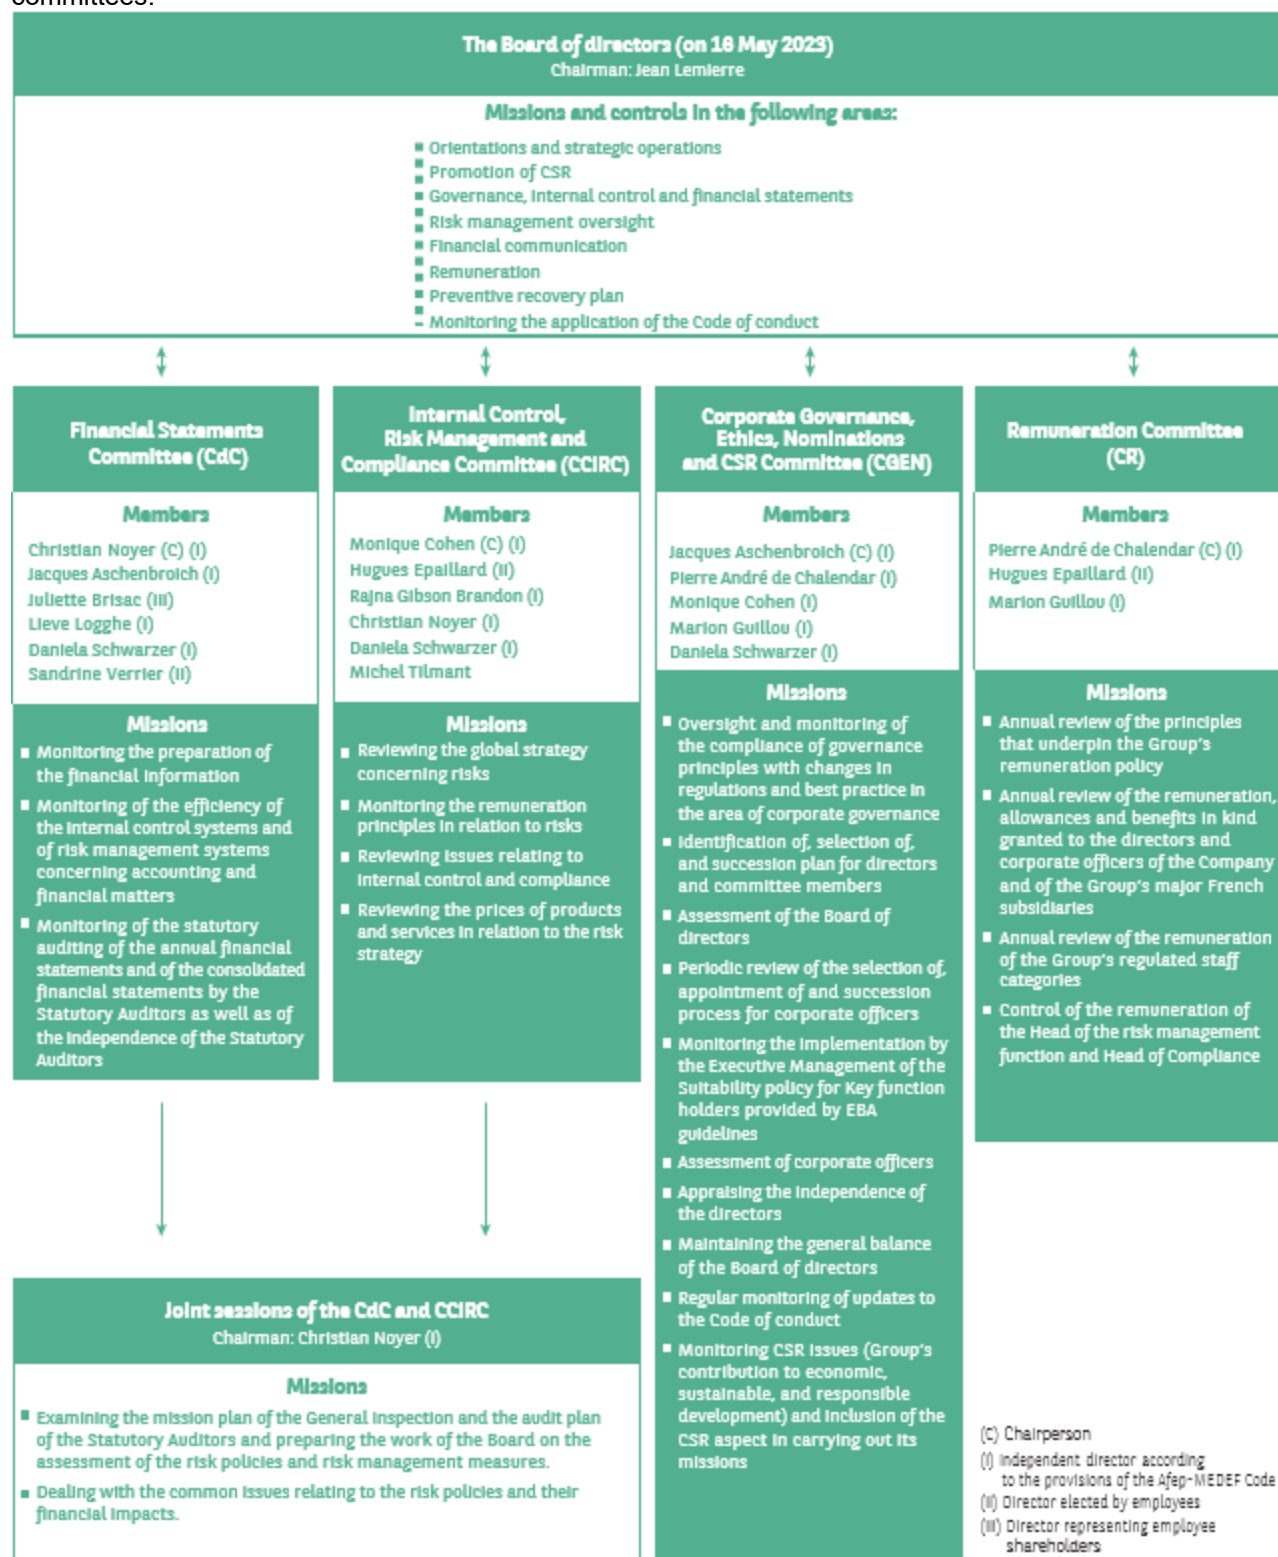 committees:
The Board of directors (on 16 May 2023)
Chairman: Jean Lemierre
Missions and controls in the following areas:
Orientations and strategic operations
Promotion of CSR
Governance, internal control and financial statements
Risk management oversight
Financial communication
Remuneration
Preventive recovery plan
Monitoring the application of the Code of conduct
Financial Statements
Committee (CdC)
Members
Christian Noyer (C) (I)
Jacques Aschenbroich (I)
Juliette Brisac (III)
Lieve Logghe (I)
Daniela Schwarzer (I)
Sandrine Verrier (II)
Missions
Monitoring the preparation of
the financial information
Monitoring of the efficiency of
the internal control systems and
of risk management systems
concerning accounting and
financial matters
Monitoring of the statutory
auditing of the annual financial
statements and of the consolidated
financial statements by the
Statutory Auditors as well as of
the independence of the Statutory
Auditors
Internal Control,
Risk Management and
Compliance Committee (CCIRC)
Members
Monique Cohen (C) (I)
Hugues Epaillard (II)
Rajna Gibson Brandon (I)
Christian Noyer (I)
Daniela Schwarzer (I)
Michel Tilmant
Missions
Reviewing the global strategy
concerning risks
Monitoring the remuneration
principles in relation to risks
Reviewing issues relating to
internal control and compliance
Reviewing the prices of products
and services in relation to the risk
strategy
Corporate Governance,
Ethics, Nominations
and CSR Committee (CGEN)
Members
Jacques Aschenbroich (C) (I)
Pierre André de Chalendar (I)
Monique Cohen (I)
Marion Guillou (I)
Daniela Schwarzer (I)
Missions
Oversight and monitoring of
the compliance of governance
principles with changes in
regulations and best practice in
the area of corporate governance
Identification of, selection of,
and succession plan for directors
and committee members
Assessment of the Board of
directors
Periodic review of the selection of,
appointment of and succession
process for corporate officers
Monitoring the implementation by
the Executive Management of the
Suitability policy for Key function
holders provided by EBA
guidelines
Assessment of corporate officers
Appraising the independence of
the directors
Maintaining the general balance
of the Board of directors
Regular monitoring of updates to
the Code of conduct
Monitoring CSR issues (Group's
contribution to economic,
sustainable, and responsible
development) and inclusion of the
CSR aspect in carrying out its
missions
Remuneration Committee
(CR)
Members
Pierre André de Chalendar (C) (I)
Hugues Epaillard (II)
Marion Guillou (I)
Missions
Annual review of the principles
that underpin the Group's
remuneration policy
Annual review of the remuneration,
allowances and benefits in kind
granted to the directors and
corporate officers of the Company
and of the Group's major French
subsidiaries
Annual review of the remuneration
of the Group's regulated staff
categories
Control of the remuneration of
the Head of the risk management
function and Head of Compliance
Joint sessions of the CdC and CCIRC
Chairman: Christian Noyer (I)
Missions
Examining the mission plan of the General Inspection and the audit plan
of the Statutory Auditors and preparing the work of the Board on the
assessment of the risk policies and risk management measures.
Dealing with the common issues relating to the risk policies and their
financial impacts.
(C) Chairperson
(I) Independent director according
to the provisions of the Afep-MEDEF Code
(II) Director elected by employees
(III) Director representing employee
shareholders